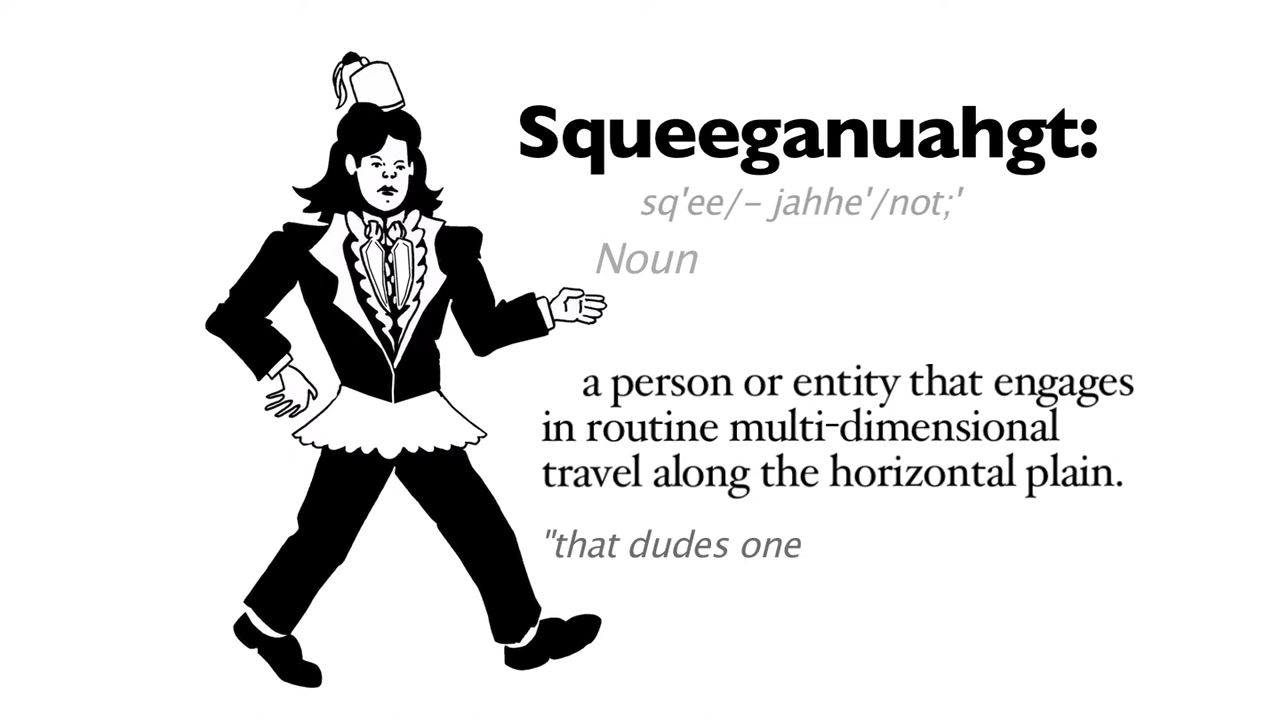 Squeeganuahgt:
sq'ee/- jahhe'/not;'
Noun
a person or entity that engages
in routine multi-dimensional
travel along the horizontal plain.
"that dudes one